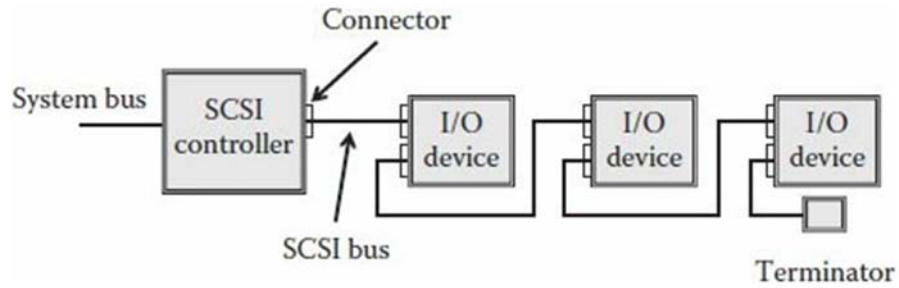 Connector
System bus
SCSI
controller
I/O
device
I/O
device
I/O
device
SCSI bus
Terminator